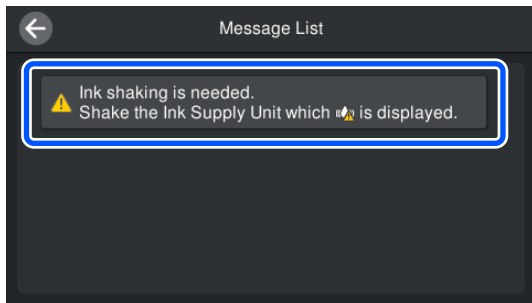 Message List
Ink shaking is needed.
Shake the Ink Supply Unit which is displayed.